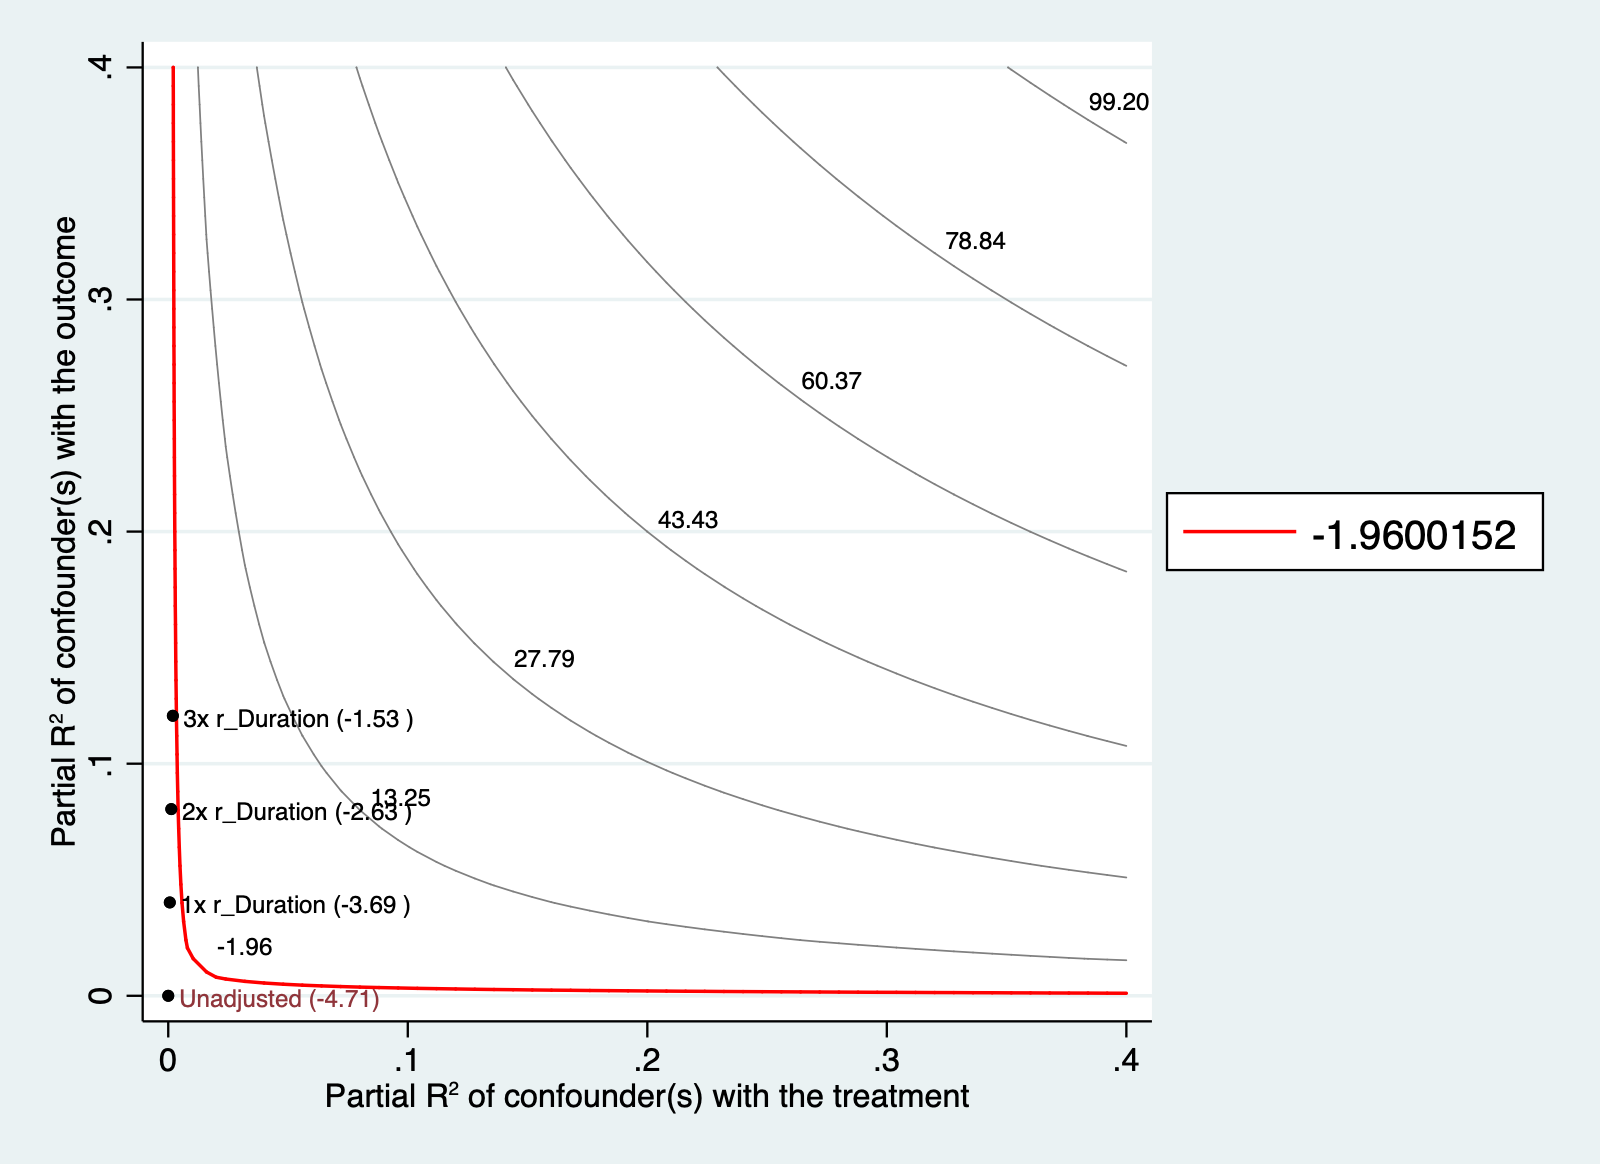 Partial R² of confounder(s) with the outcome
.4
.3
.2
.1
0
99.20
78.84
60.37
43.43
27.79
13.25
-1.96
3x r_Duration (-1.53 )
2x r_Duration (-2.63 )
1x r_Duration (-3.69 )
Unadjusted (-4.71)
0 .1 .2 .3 .4
Partial R² of confounder(s) with the treatment
-1.9600152